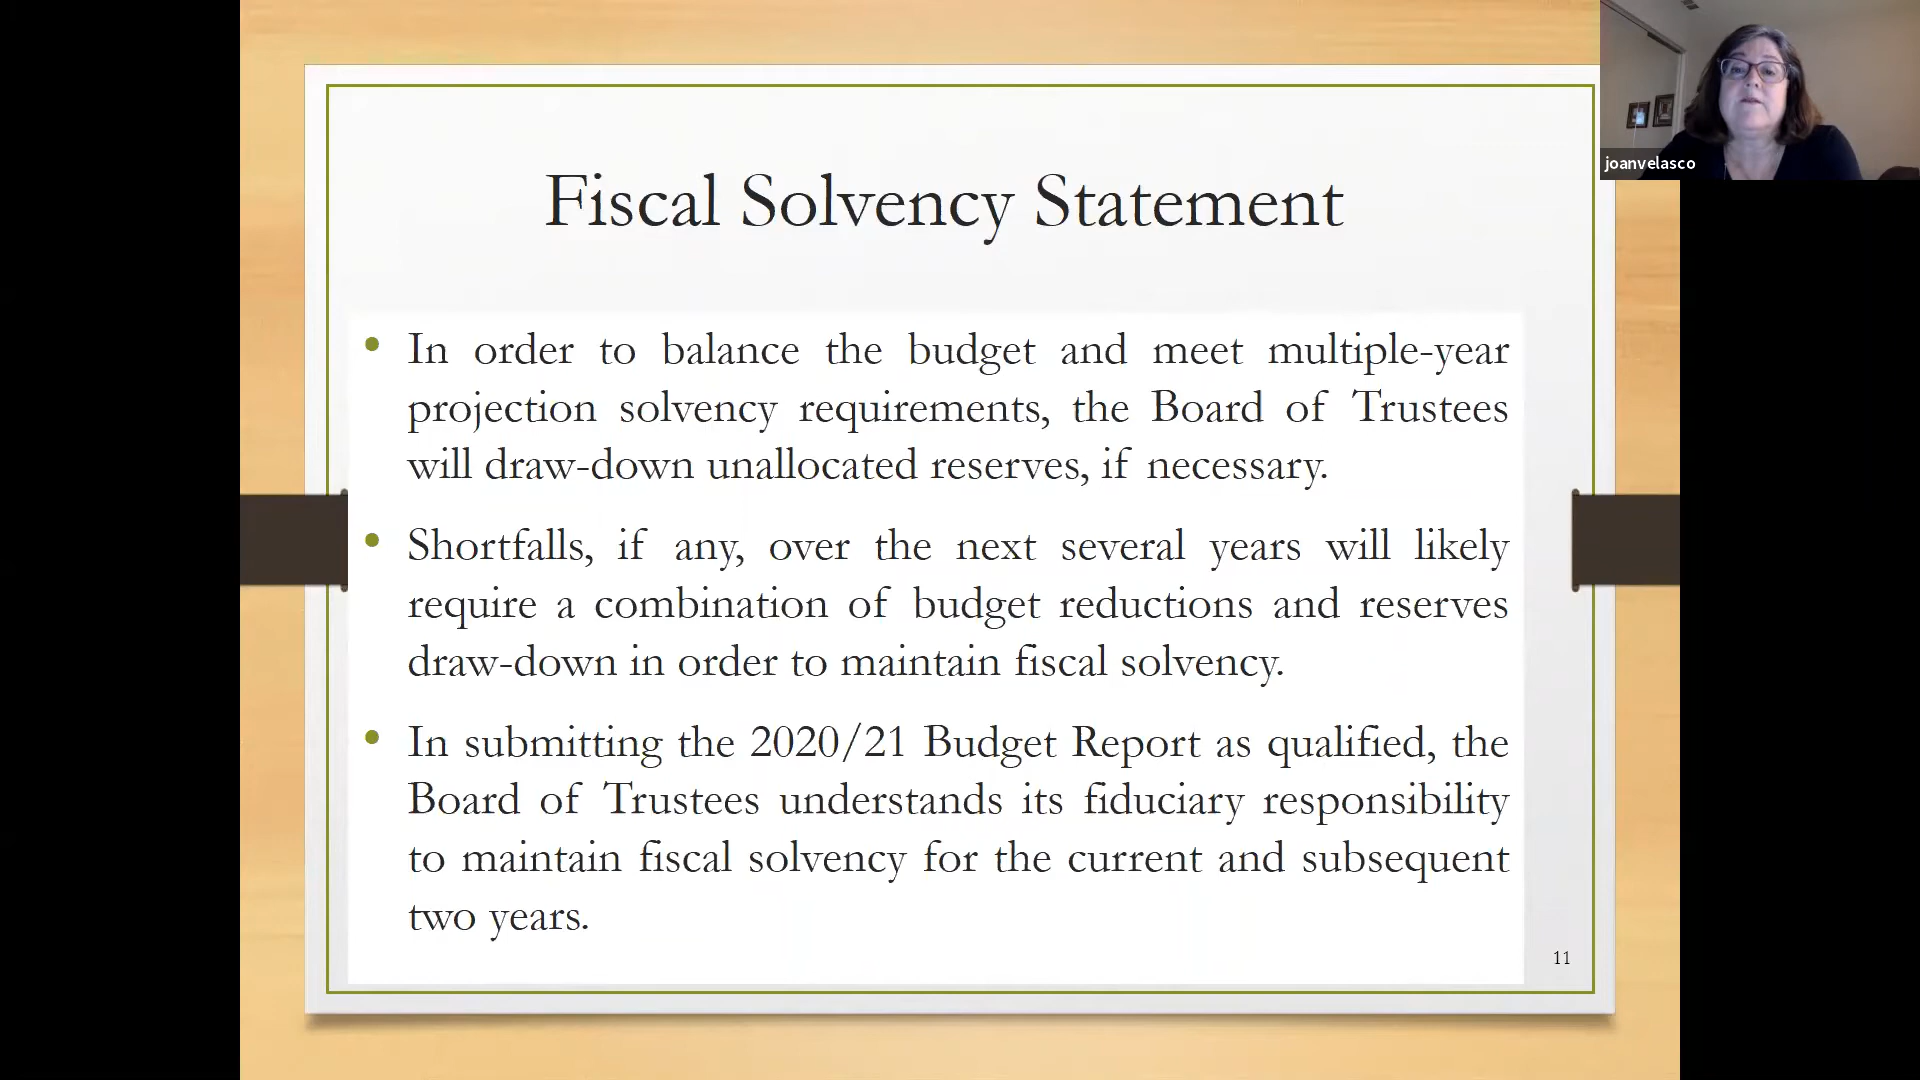 joanvelasco
Fiscal Solvency Statement
• In order to balance the budget and meet multiple-year
projection solvency requirements, the Board of Trustees
will draw-down unallocated reserves, if necessary.
• Shortfalls, if any, over the next several years will likely
require a combination of budget reductions and reserves
draw-down in order to maintain fiscal solvency.
• In submitting the 2020/21 Budget Report as qualified, the
Board of Trustees understands its fiduciary responsibility
to maintain fiscal solvency for the current and subsequent
two years.
11